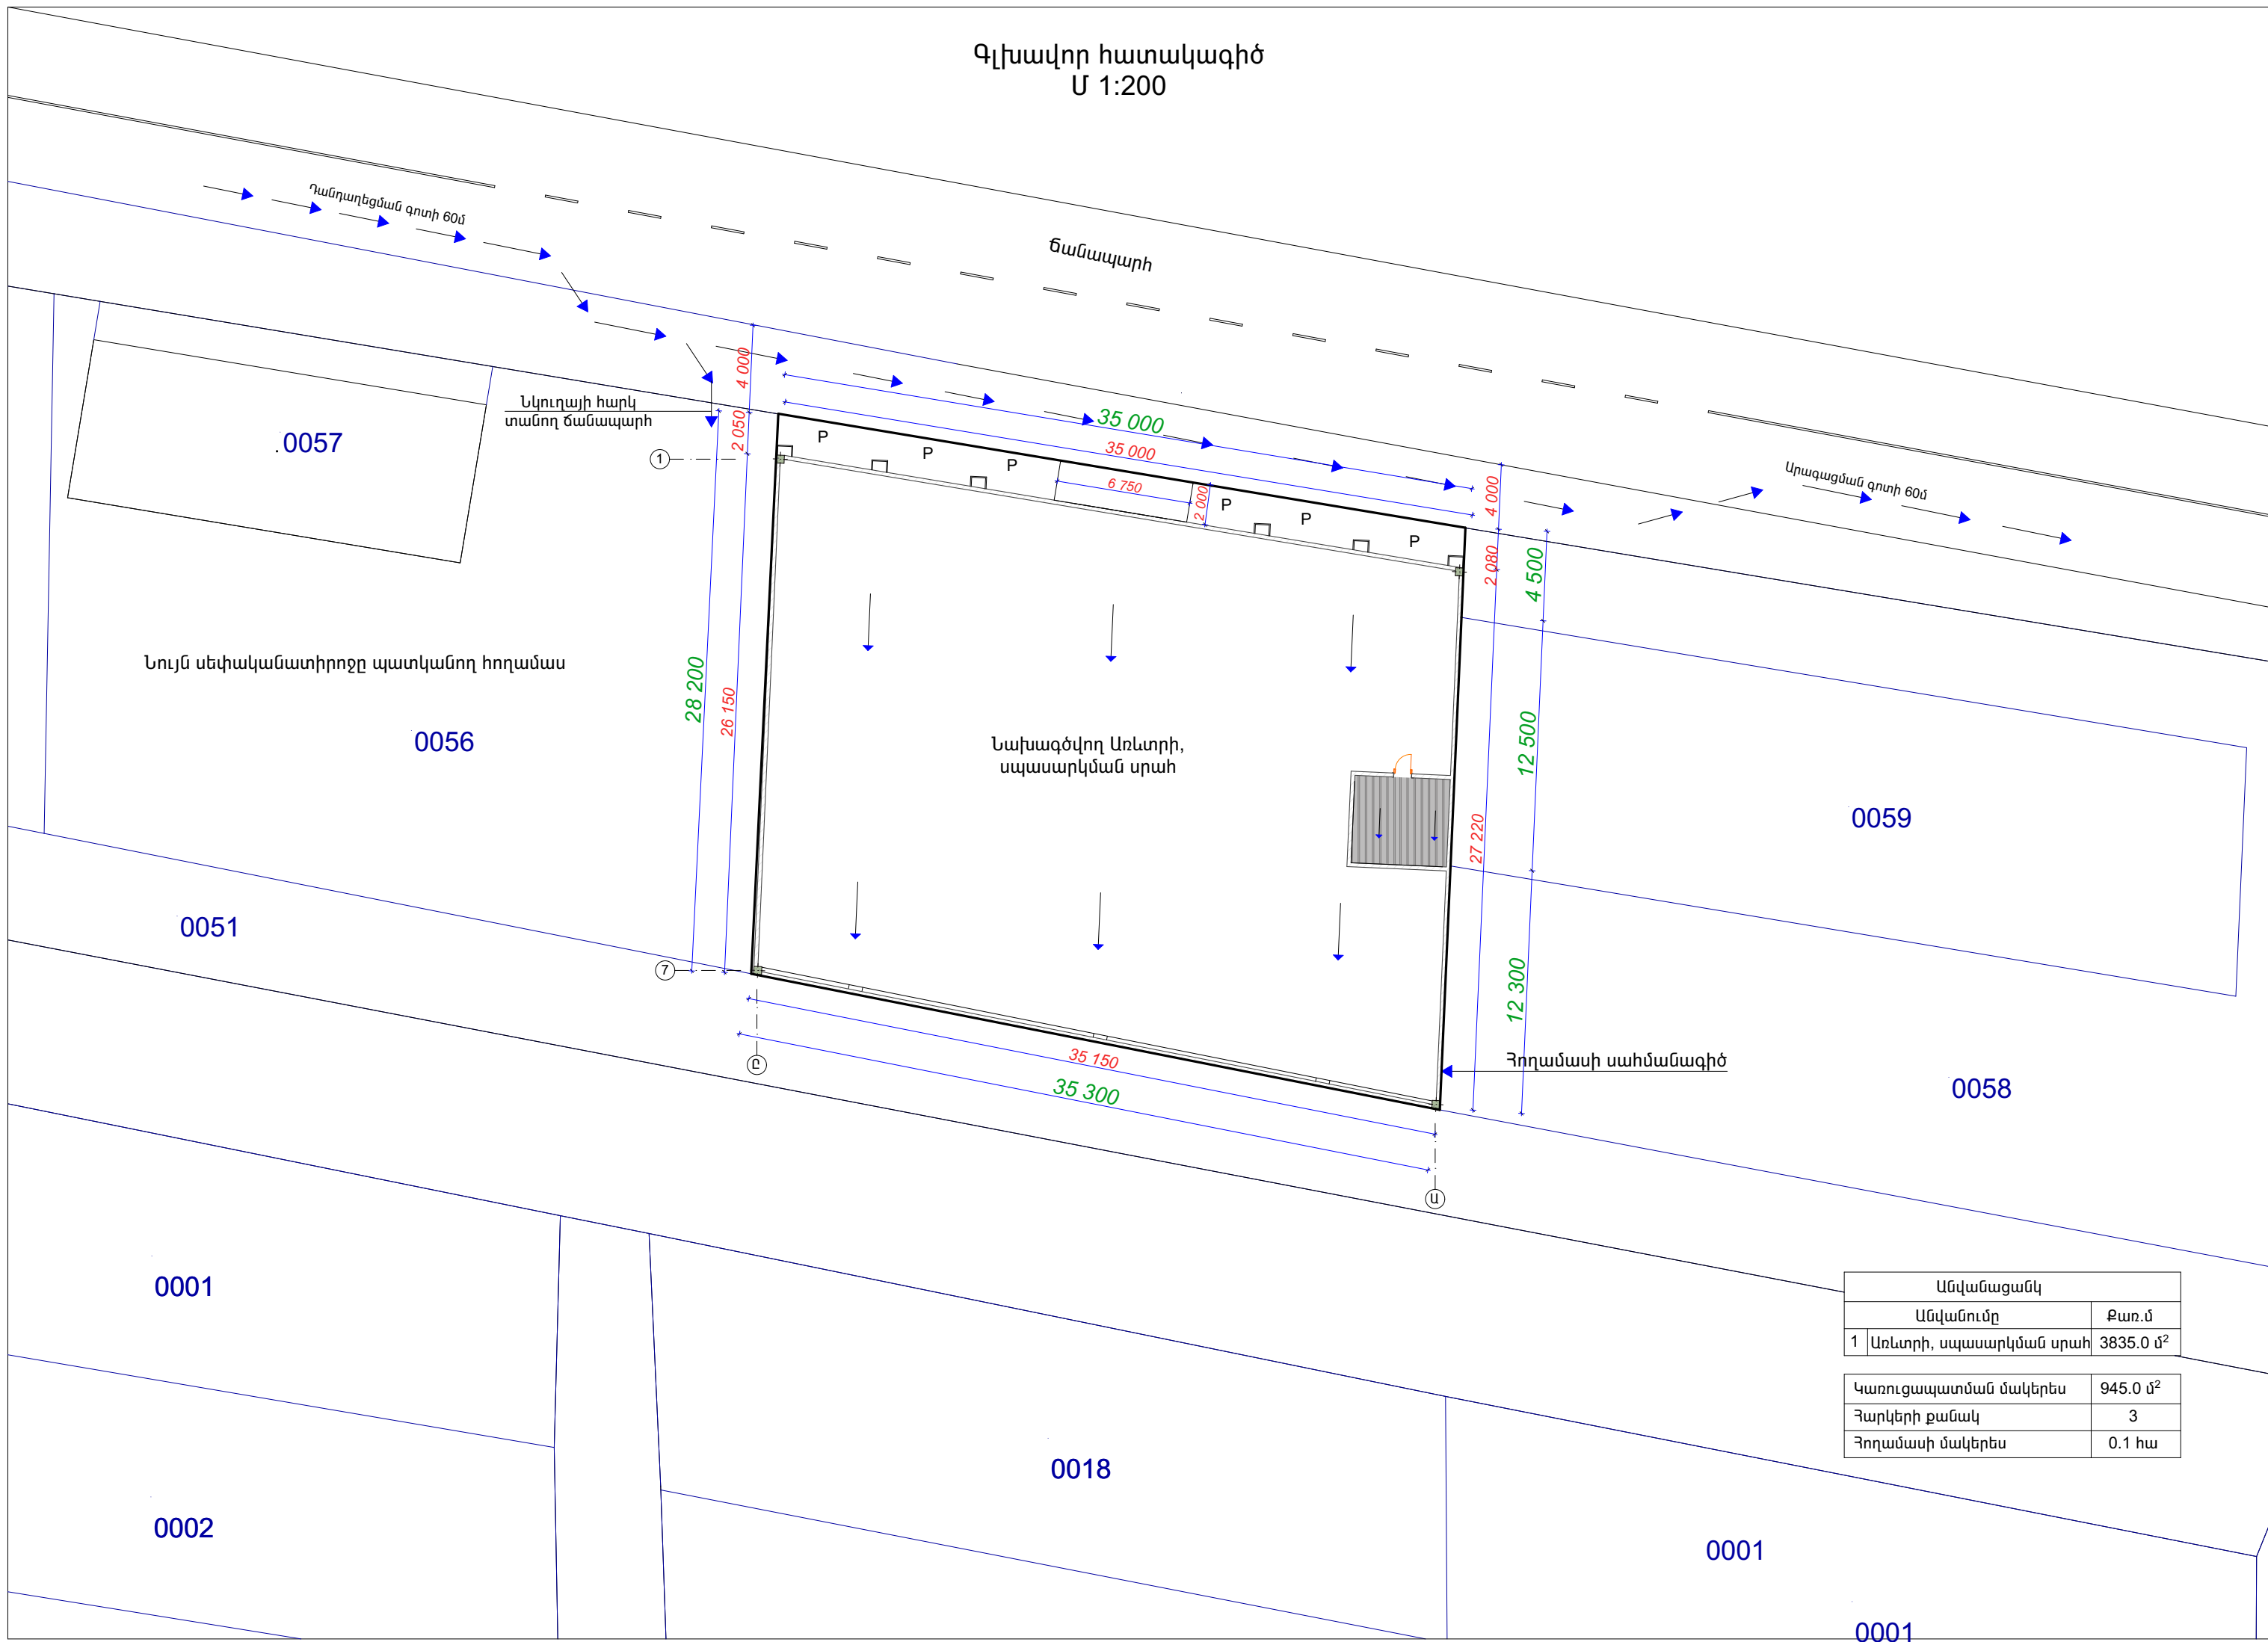 Գլխավոր հատակագիծ
Մ 1:200
Դանդաղեցման գոտի 60մ
Ճանապարհ
4 000
Նկուղայի հարկ
տանող ճանապարհ
.0057
2 050
1
P
P
P
35 000
35 000
6 750
2 000
P
P
P
4 000
2 080
4 500
Արագացման գոտի 60մ
Նույն սեփականատիրոջը պատկանող հողամաս
0056
28 200
26 150
Նախագծվող Առևտրի,
սպասարկման սրահ
12 500
27 220
0059
0051
7
12 300
Հողամասի սահմանագիծ
0058
Ը
35 150
35 300
Ա
0001
0002
0018
0001
0001
Անվանացանկ
Անվանումը Քառ.մ
1 Առևտրի, սպասարկման սրահ 3835.0 մ²
Կառուցապատման մակերես 945.0 մ²
Հարկերի քանակ 3
Հողամասի մակերես 0.1 հա